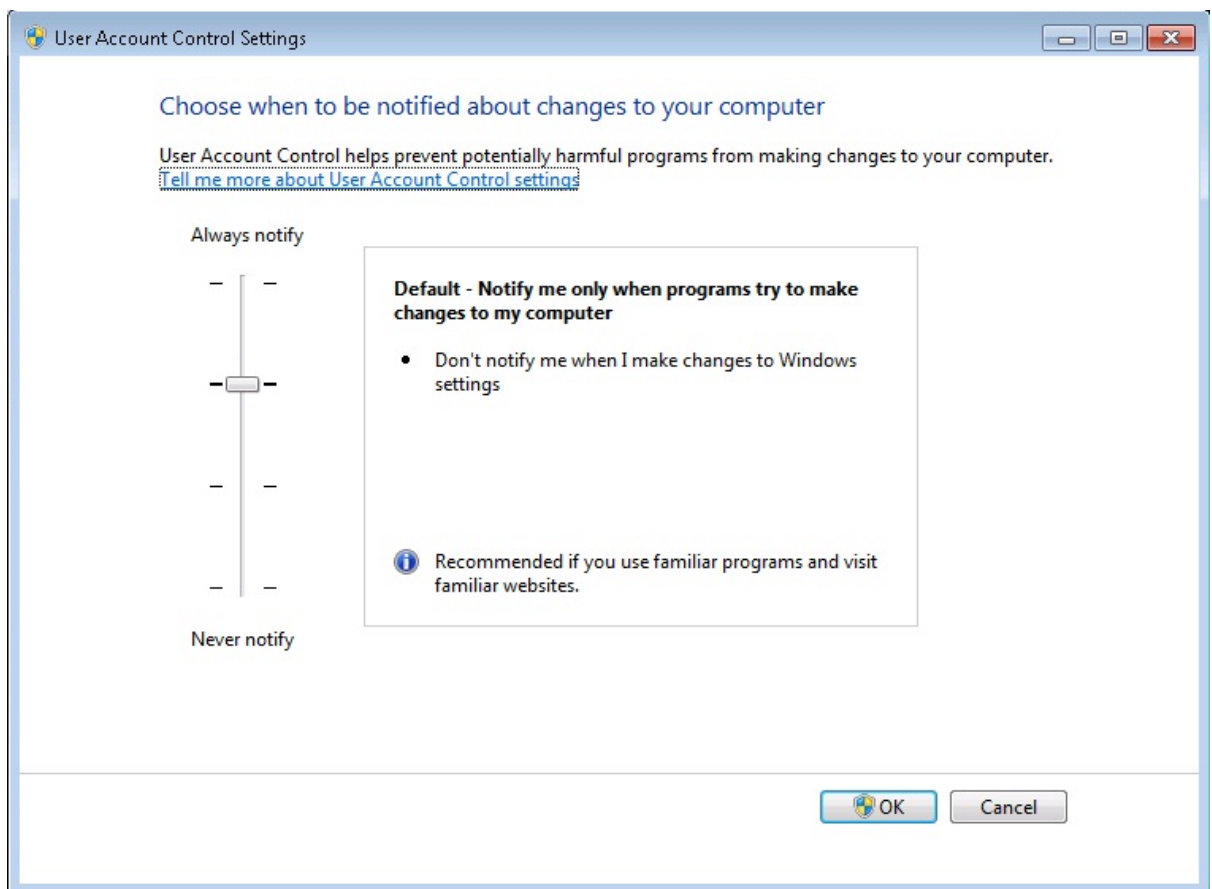 User Account Control Settings
Choose when to be notified about changes to your computer
User Account Control helps prevent potentially harmful programs from making changes to your computer.
Tell me more about User Account Control settings
Always notify
Default - Notify me only when programs try to make
changes to my computer
• Don't notify me when I make changes to Windows
settings
Recommended if you use familiar programs and visit
familiar websites.
Never notify
OK Cancel